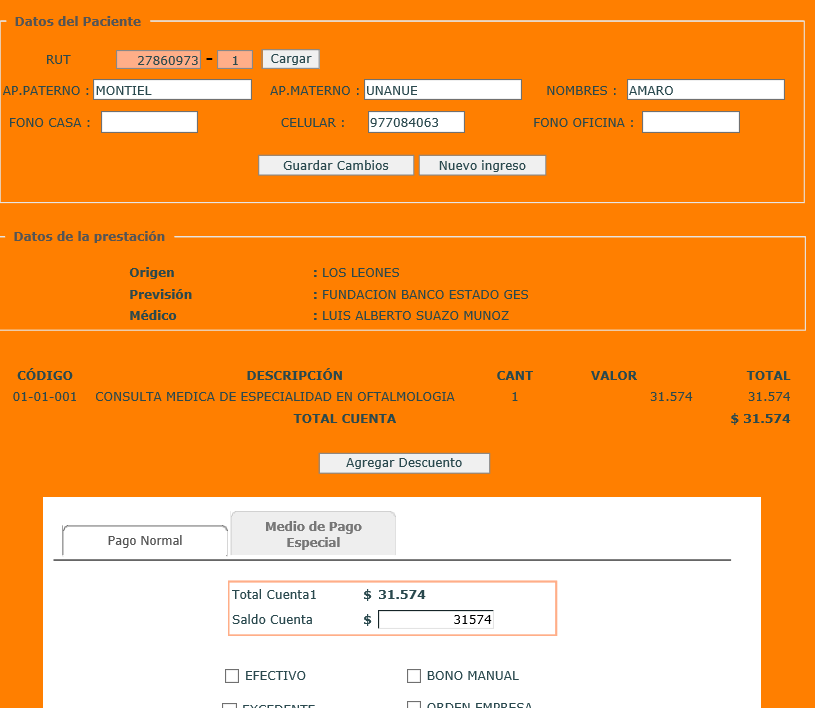 Datos del Paciente
RUT 27860973 - 1 Cargar
AP.PATERNO : MONTIEL AP.MATERNO : UNANUE NOMBRES : AMARO
FONO CASA : CELULAR : 977084063 FONO OFICINA :
Guardar Cambios Nuevo ingreso
Datos de la prestación
Origen : LOS LEONES
Previsión : FUNDACION BANCO ESTADO GES
Médico : LUIS ALBERTO SUAZO MUNOZ
CÓDIGO DESCRIPCIÓN CANT VALOR TOTAL
01-01-001 CONSULTA MEDICA DE ESPECIALIDAD EN OFTALMOLOGIA 1 31.574 31.574
TOTAL CUENTA $ 31.574
Agregar Descuento
Pago Normal
Medio de Pago
Especial
Total Cuenta1 $ 31.574
Saldo Cuenta $ 31574
EFECTIVO BONO MANUAL
EXCEDENTE ORDEN EMPRESA